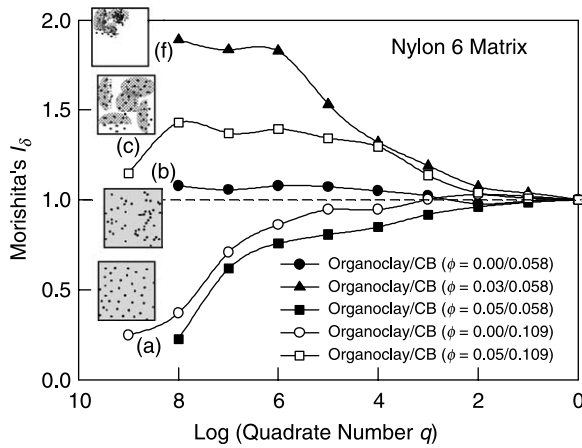 2.0
Nylon 6 Matrix
(f)
1.5
(c)
(b)
1.0
Morishita's Iδ
Organoclay/CB (ϕ = 0.00/0.058)
Organoclay/CB (ϕ = 0.03/0.058)
0.5
Organoclay/CB (ϕ = 0.05/0.058)
Organoclay/CB (ϕ = 0.00/0.109)
(a)
Organoclay/CB (ϕ = 0.05/0.109)
0.0
10 8 6 4 2 0
Log (Quadrate Number q)